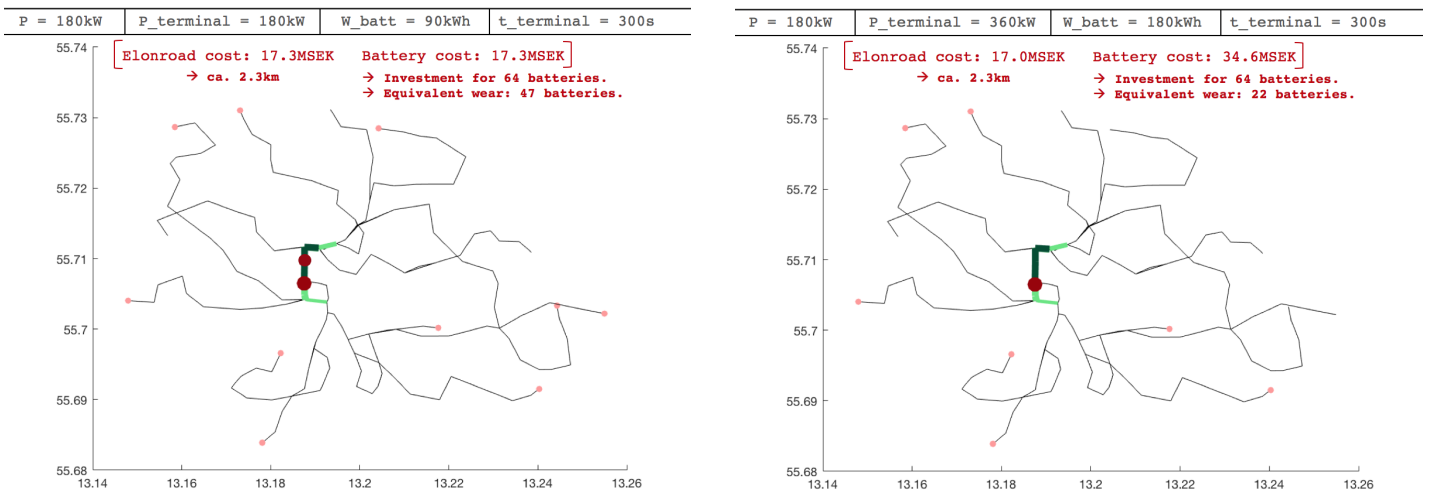 P = 180kW P_terminal = 180kW W_batt = 90kWh t_terminal = 300s
Elonroad cost: 17.3MSEK Battery cost: 17.3MSEK
→ ca. 2.3km → Investment for 64 batteries.
→ Equivalent wear: 47 batteries.
55.74
55.73
55.72
55.71
55.7
55.69
55.68
13.14 13.16 13.18 13.2 13.22 13.24 13.26
P = 180kW P_terminal = 360kW W_batt = 180kWh t_terminal = 300s
Elonroad cost: 17.0MSEK Battery cost: 34.6MSEK
→ ca. 2.3km → Investment for 64 batteries.
→ Equivalent wear: 22 batteries.
55.74
55.73
55.72
55.71
55.7
55.69
55.68
13.14 13.16 13.18 13.2 13.22 13.24 13.26